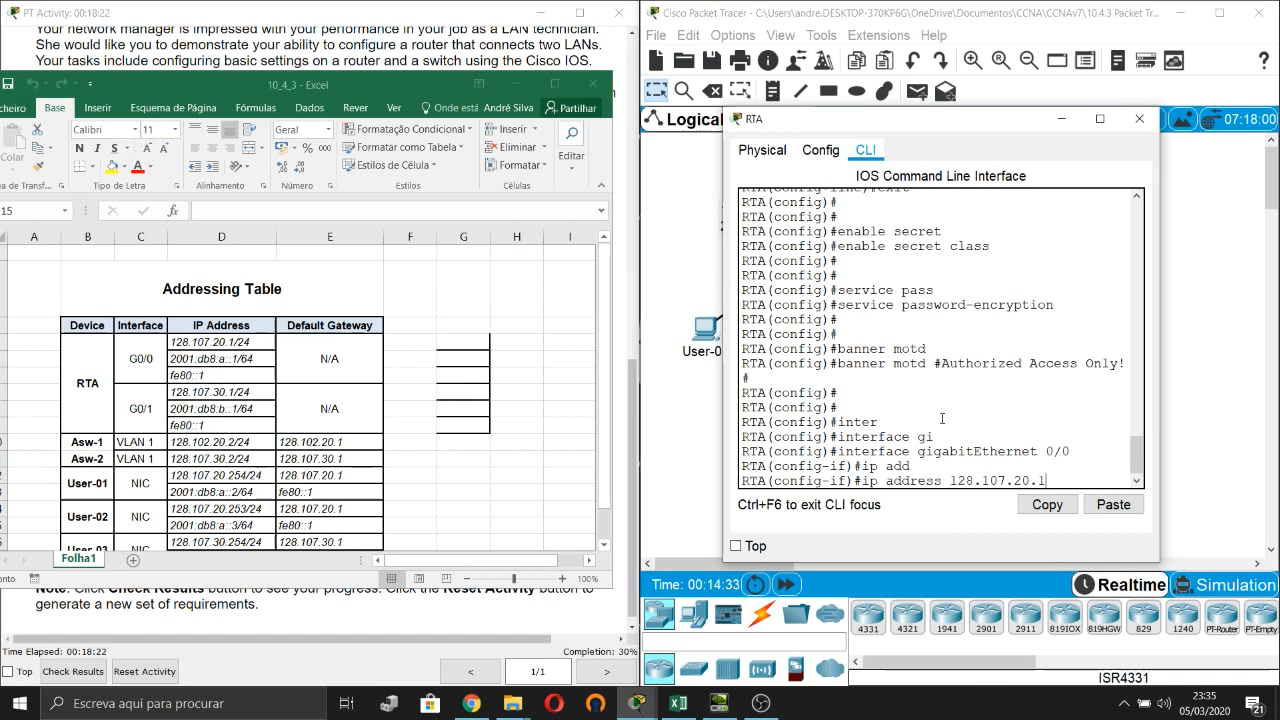 PT Activity: 00:18:22
Your network manager is impressed with your performance in your job as a LAN technician.
She would like you to demonstrate your ability to configure a router that connects two LANs.
Your tasks include configuring basic settings on a router and a switch using the Cisco IOS.
10_4_3 - Excel
cheiro Base Inserir Esquema de Página Fórmulas Dados Rever Ver Onde está André Silva Partilhar
Colar Calibri 11 Geral Formatação Condicional Inserir
N I S Formatar como Tabela Eliminar Editar
Estilos de Célula Formatar
ea de Transf... Tipo de Letra Alinhamento Número Estilos Células
15 fx
A B C D E F G H I
Addressing Table
Device Interface IP Address Default Gateway
RTA G0/0 128.107.20.1/24 N/A
2001:db8:a::1/64
fe80::1
G0/1 128.107.30.1/24 N/A
2001:db8:b::1/64
fe80::1
Asw-1 VLAN 1 128.102.20.2/24 128.102.20.1
Asw-2 VLAN 1 128.107.30.2/24 128.107.30.1
User-01 NIC 128.107.20.254/24 128.107.20.1
2001:db8:a::2/64 fe80::1
User-02 NIC 128.107.20.253/24 128.107.20.1
2001:db8:a::3/64 fe80::1
User-03 NIC 128.107.30.254/24 128.107.30.1
Folha1
onto 100%
Note: Click Check Results button to see your progress. Click the Reset Activity button to
generate a new set of requirements.
Time Elapsed: 00:18:22 Completion: 30%
Top Check Results Reset Activity < 1/1 >
Cisco Packet Tracer - C:\Users\andre.DESKTOP-370KP6G\OneDrive\Documentos\CCNA\CCNAv7\10.4.3 Packet Tr...
File Edit Options View Tools Extensions Help
Logical 07:18:00
User-0
RTA
Physical Config CLI
IOS Command Line Interface
RTA(config-line)#exit
RTA(config)#
RTA(config)#
RTA(config)#enable secret
RTA(config)#enable secret class
RTA(config)#
RTA(config)#
RTA(config)#service pass
RTA(config)#service password-encryption
RTA(config)#
RTA(config)#
RTA(config)#banner motd
RTA(config)#banner motd #Authorized Access Only!
#
RTA(config)#
RTA(config)#
RTA(config)#inter
RTA(config)#interface gi
RTA(config)#interface gigabitEthernet 0/0
RTA(config-if)#ip add
RTA(config-if)#ip address 128.107.20.1
Ctrl+F6 to exit CLI focus Copy Paste
Top
Time: 00:14:33 Realtime Simulation
4331 4321 1941 2901 2911 819IOX 819HGW 829 1240 PT-Router PT-Empty
ISR4331
Escreva aqui para procurar
23:35
05/03/2020
21